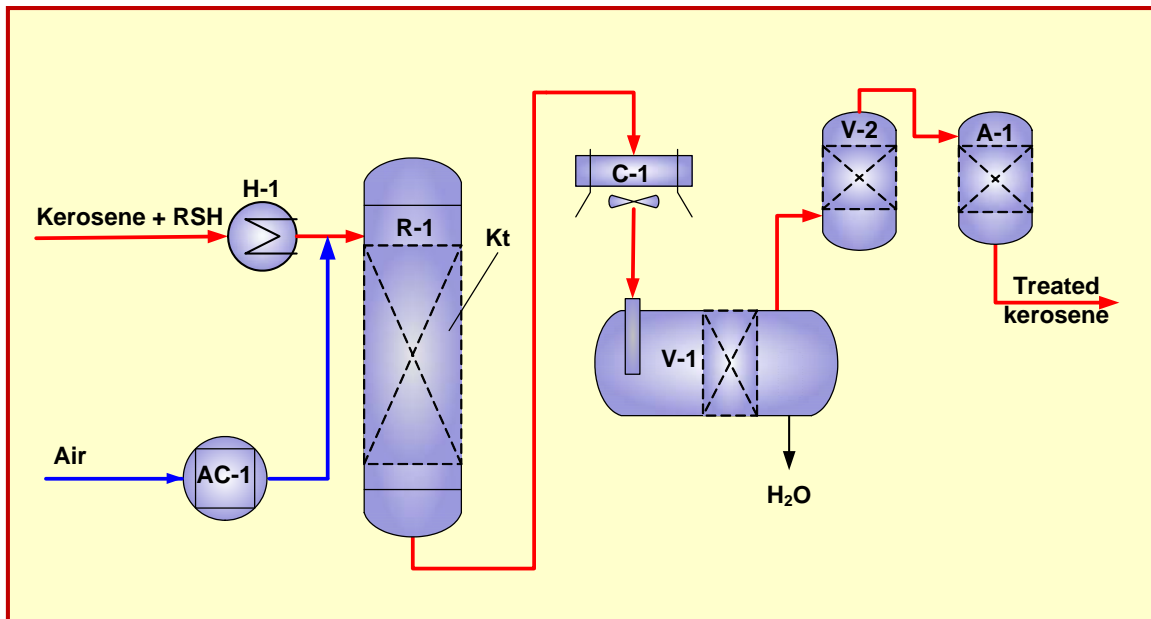 H-1
Kerosene + RSH
R-1
Kt
Air
AC-1
C-1
V-1
H₂O
V-2
A-1
Treated
kerosene